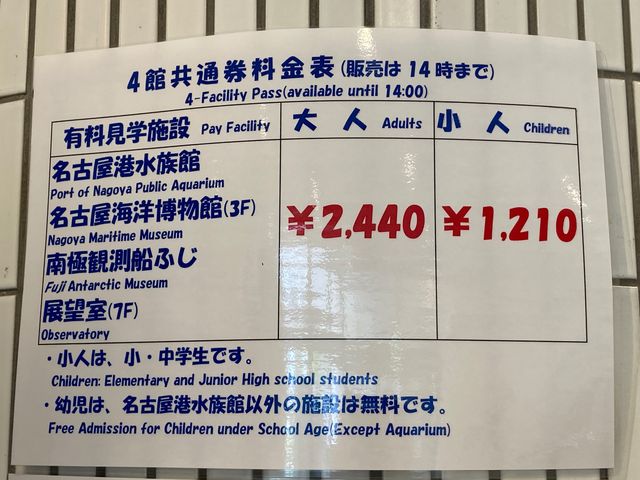 4館共通券料金表(販売は14時まで)
4-Facility Pass(available until 14:00)
有料見学施設 Pay Facility 大人 Adults 小人 Children
名古屋港水族館
Port of Nagoya Public Aquarium
名古屋海洋博物館(3F)
Nagoya Maritime Museum
¥2,440 ¥1,210
南極観測船ふじ
Fuji Antarctic Museum
展望室(7F)
Observatory
・小人は、小・中学生です。
Children: Elementary and Junior High school students
・幼児は、名古屋港水族館以外の施設は無料です。
Free Admission for Children under School Age(Except Aquarium)